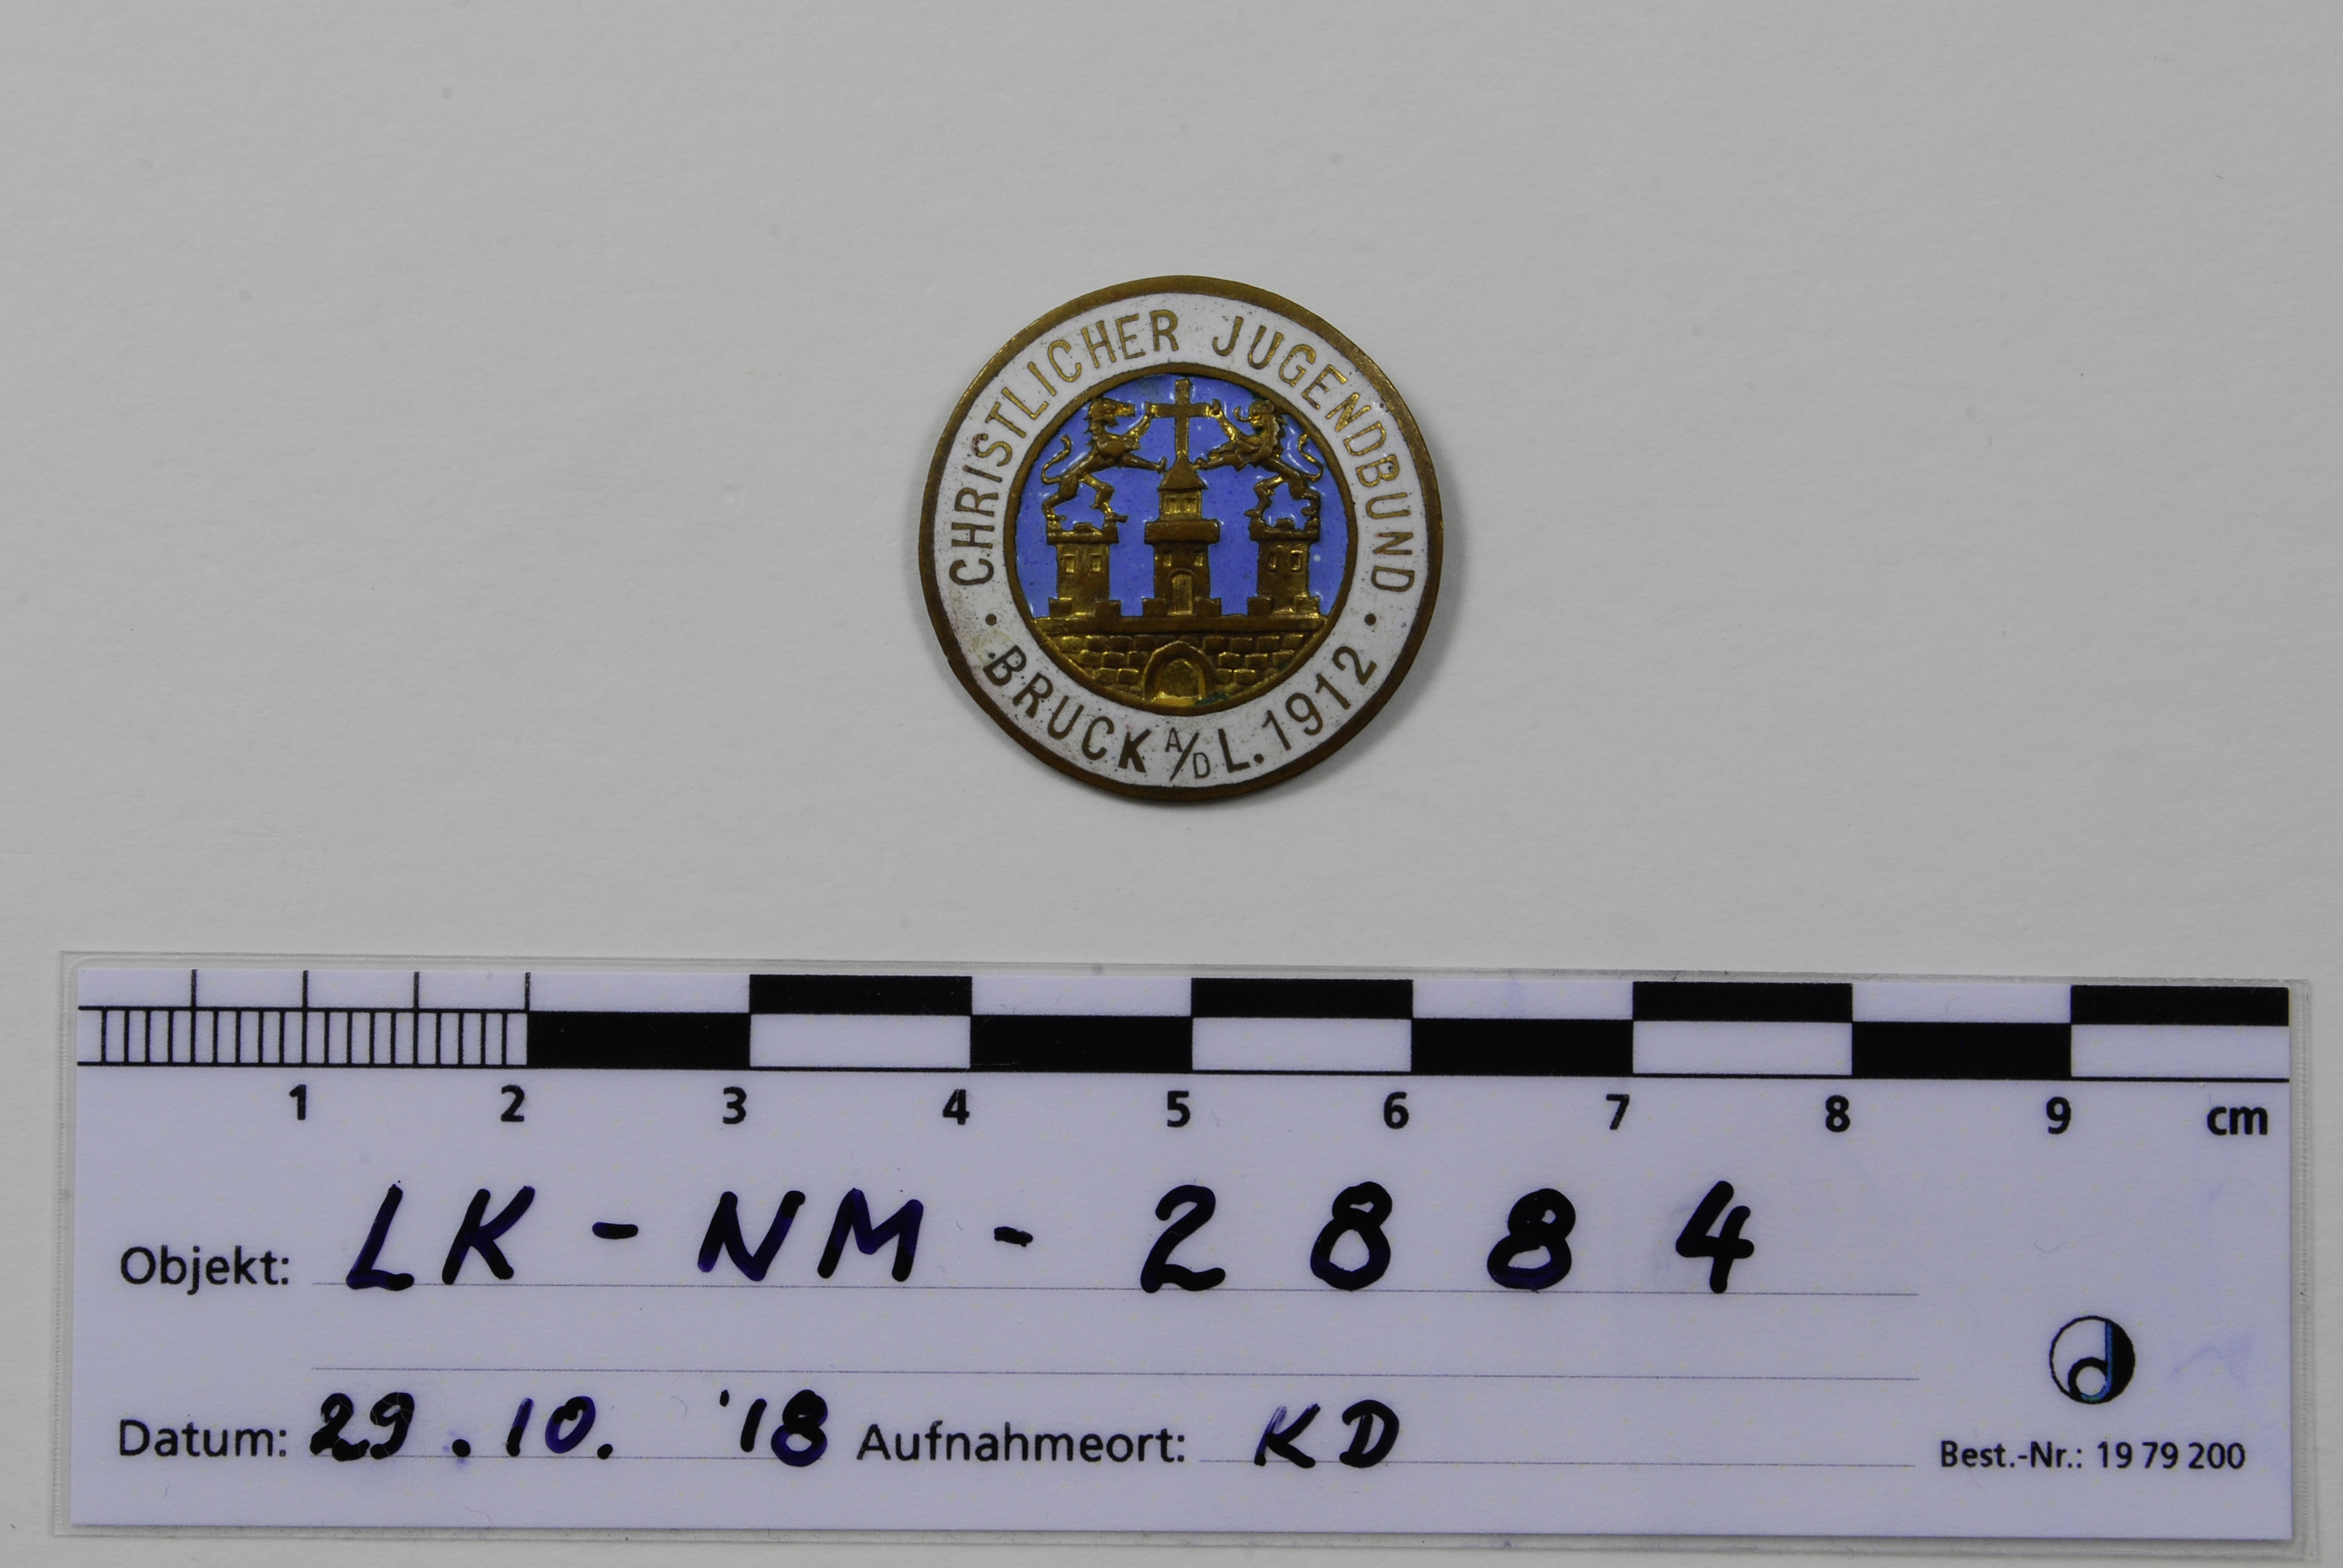 CHRISTLICHER JUGENDBUND
• BRUCK A/D L. 1912 •
1 2 3 4 5 6 7 8 9 cm
Objekt: LK-NM-2884
Datum: 29.10. '18 Aufnahmeort: KD
Best.-Nr.: 19 79 200